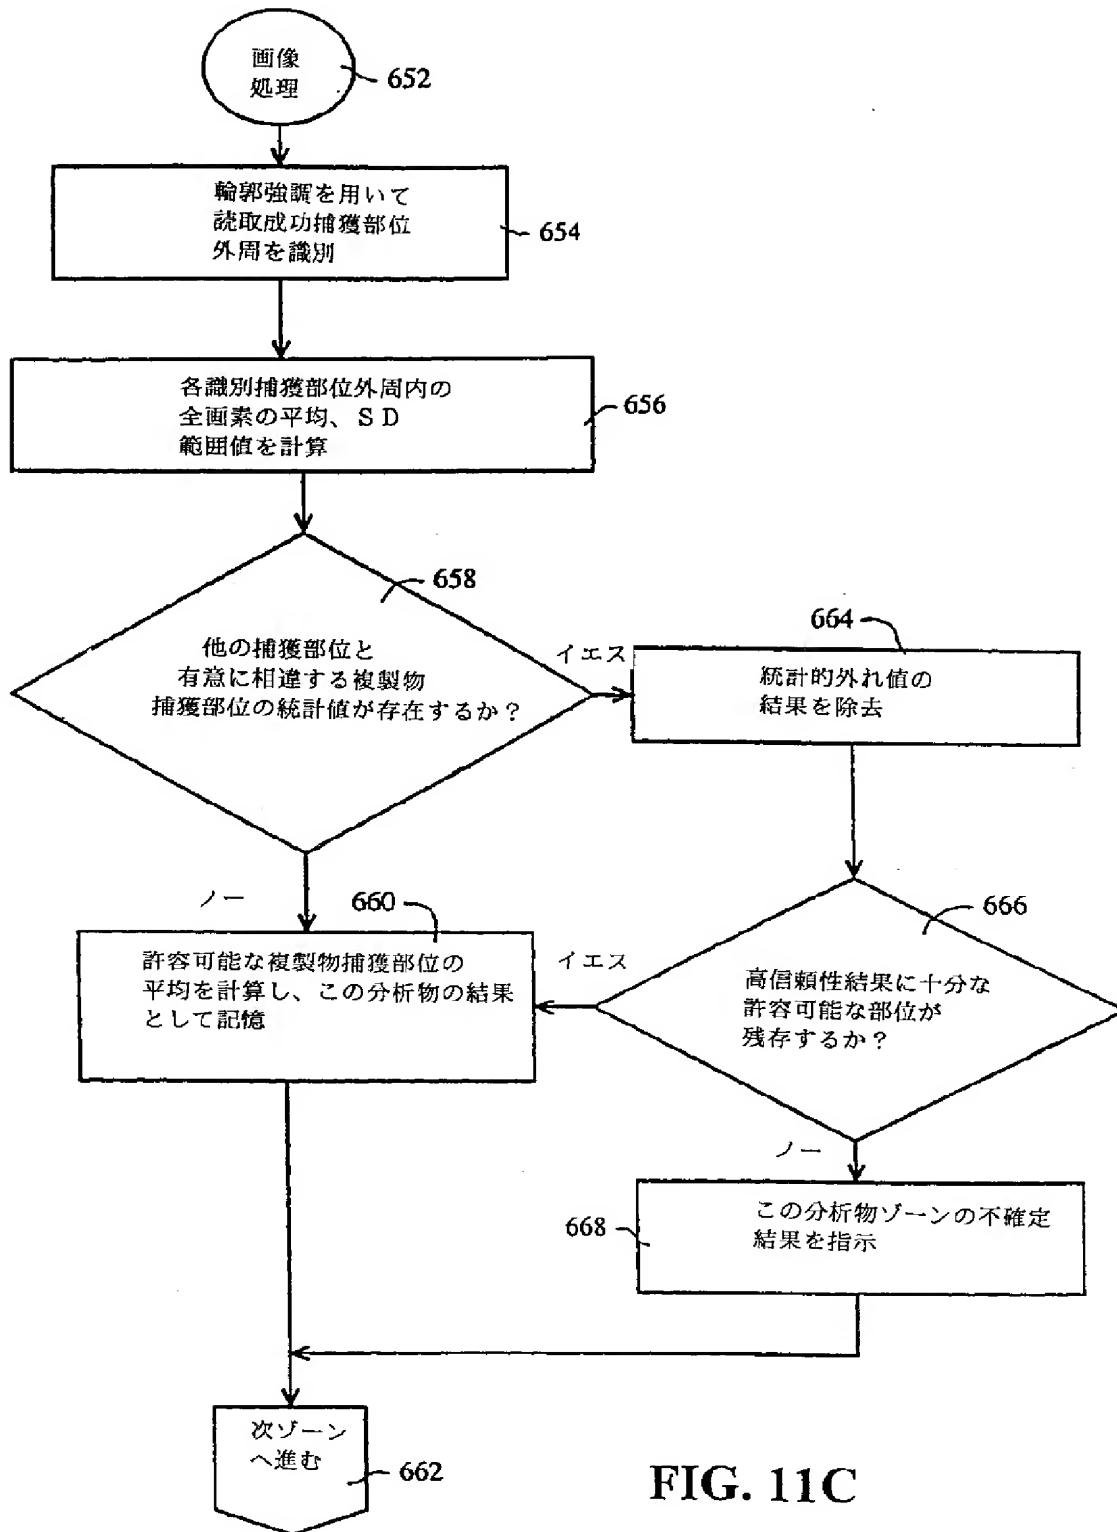 画像
処理
652
輪郭強調を用いて
読取成功捕獲部位
外周を識別
654
各識別捕獲部位外周内の
全画素の平均、ＳＤ
範囲値を計算
656
658
他の捕獲部位と
有意に相違する複製物
捕獲部位の統計値が存在するか？
イエス
664
統計的外れ値の
結果を除去
ノー
660
許容可能な複製物捕獲部位の
平均を計算し、この分析物の結果
として記憶
イエス
666
高信頼性結果に十分な
許容可能な部位が
残存するか？
ノー
668
この分析物ゾーンの不確定
結果を指示
次ゾーン
へ進む
662
FIG. 11C